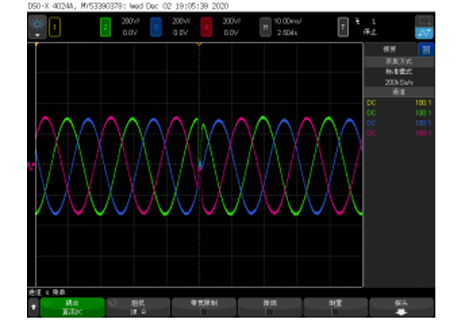 DSO-X 4024A, MY53390378: Wed Dec 02 19:05:39 2020
1 2 200V/ 0.0V 3 200V/ 0.0V 4 200V/ 0.0V H 10.00ms/ 2.504s T 1 停止
采集方式
标准模式
200kSa/s
通道
DC 100:1
DC 100:1
DC 100:1
DC 100:1
通道 4 菜单
耦合 阻抗 带宽限制 微调 倒置 探头
直流DC